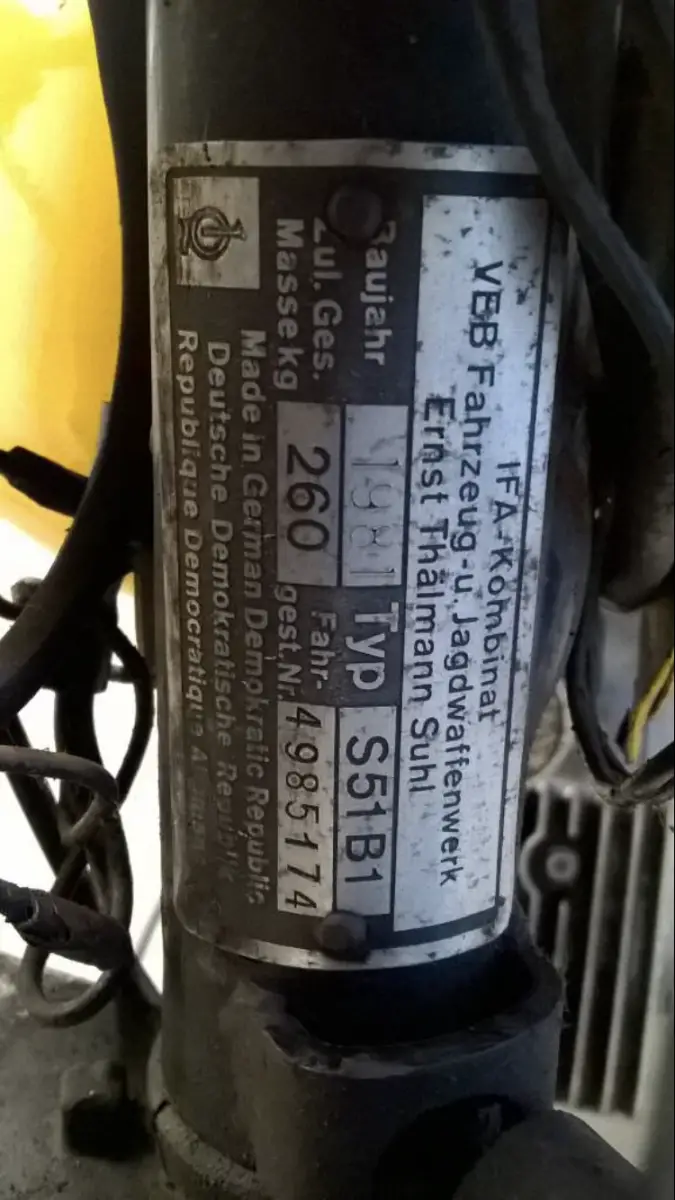 IFA-Kombinat
VEB Fahrzeug-u. Jagdwaffenwerk
Ernst Thälmann Suhl
Baujahr 1981 Typ S51B1
Zul. Ges.
Masse kg 260 Fahr-
gest.Nr. 4985174
Made in German Demokratic Republic
Deutsche Demokratische Republik
Republique Democratique